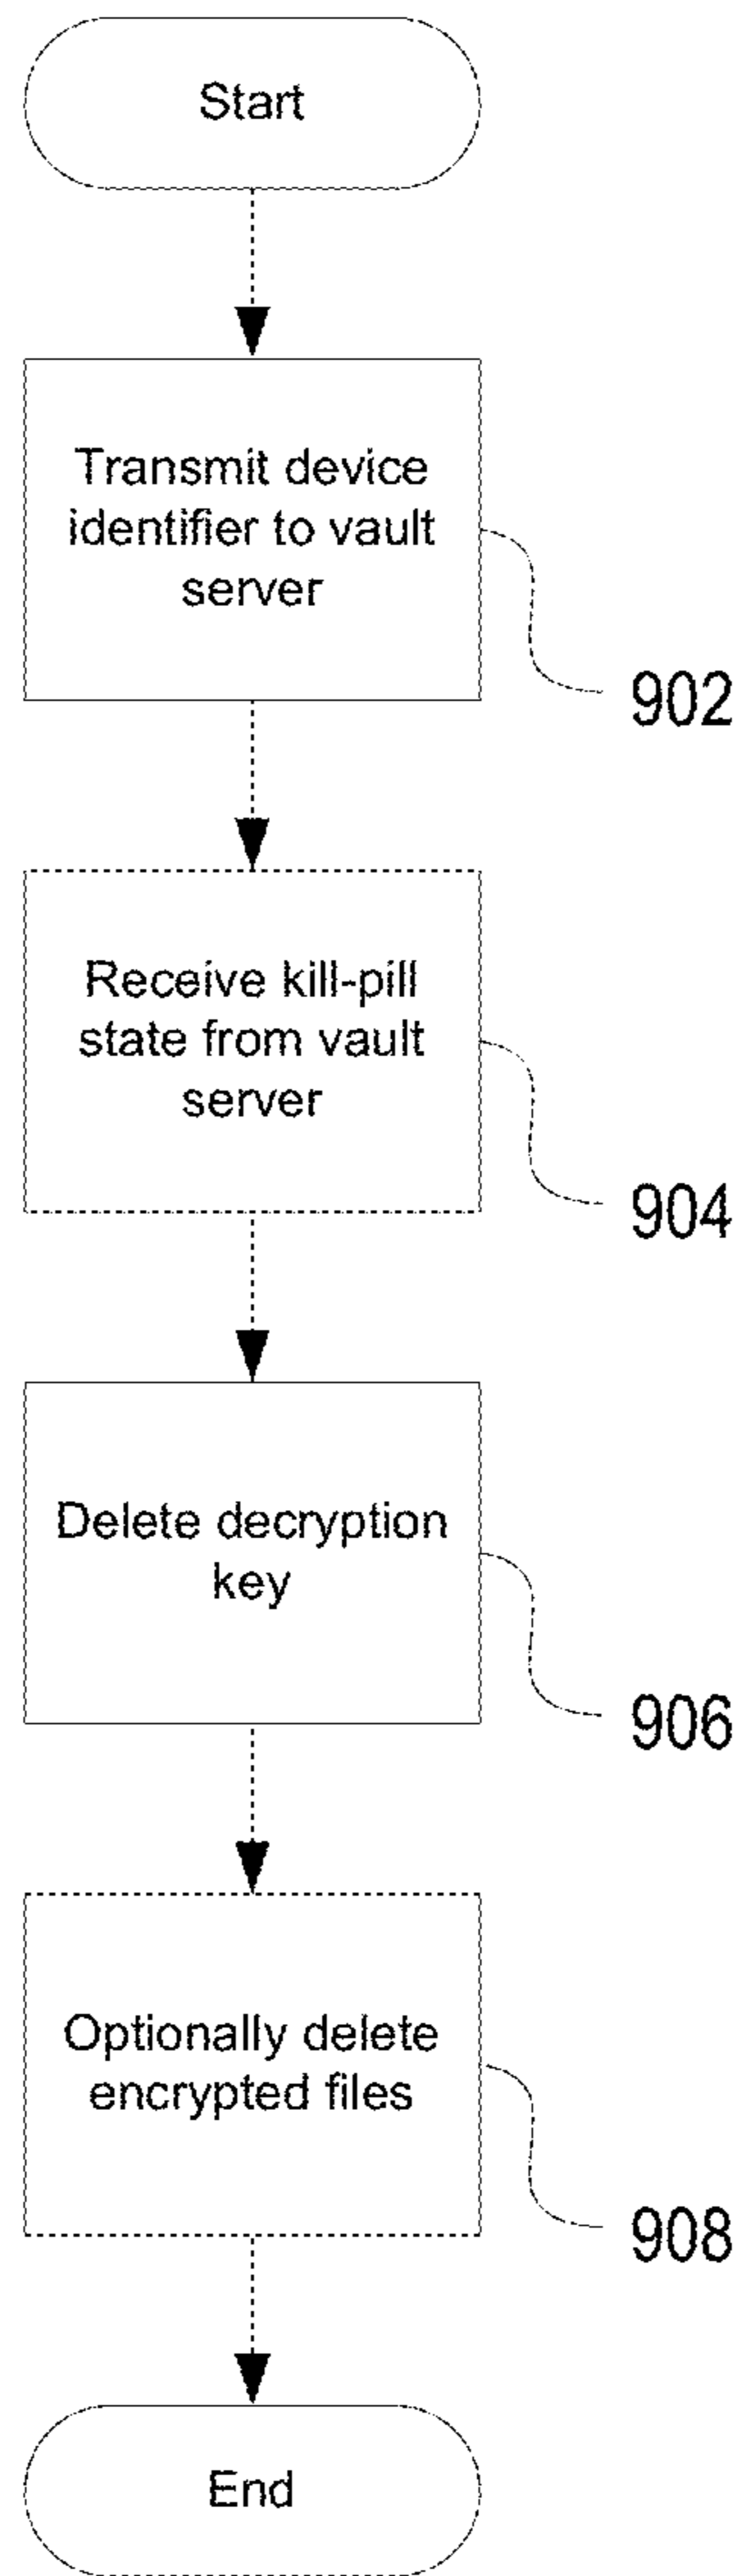 Start
Transmit device
identifier to vault
server
902
Receive kill-pill
state from vault
server
904
Delete decryption
key
906
Optionally delete
encrypted files
908
End